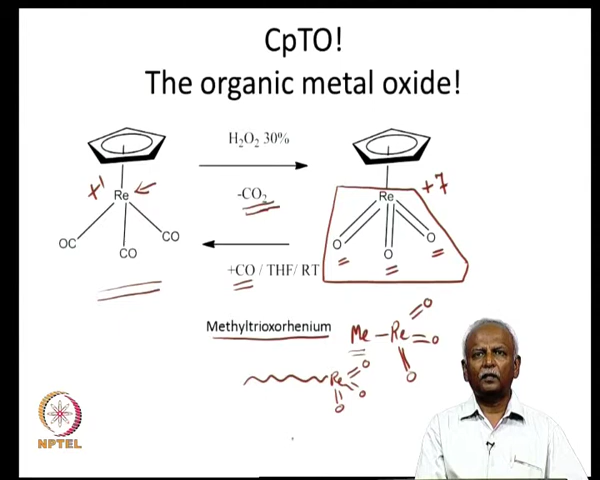 CpTO!
The organic metal oxide!
H₂O₂ 30%
-CO₂
+CO / THF/ RT
Re
OC
CO
CO
+1
Re
O
O
O
+7
Methyltrioxorhenium
Me-Re=O
O
O
Re=O
O
O
NPTEL